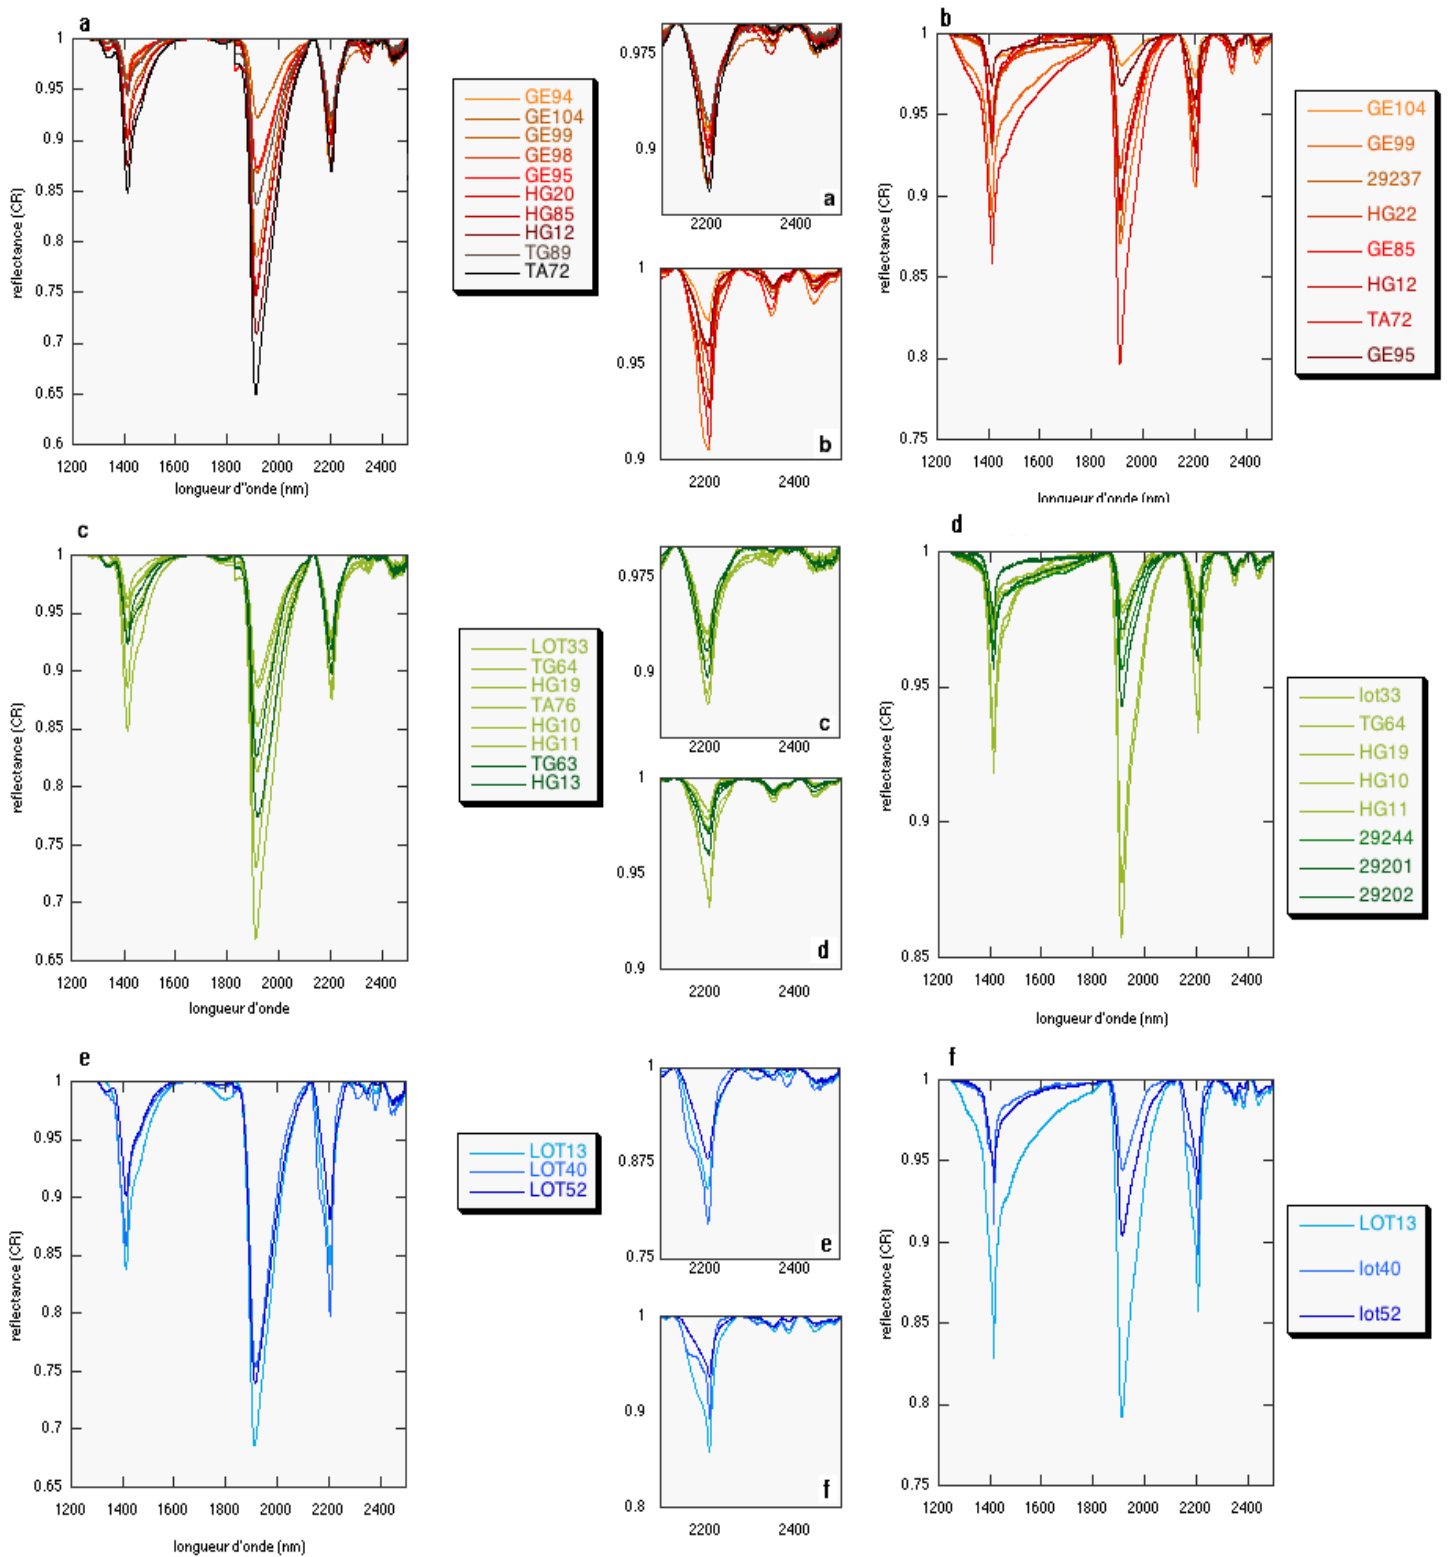 a
1
0.95
0.9
0.85
0.8
0.75
0.7
0.65
0.6
reflectance (CR)
1200 1400 1600 1800 2000 2200 2400
longueur d"onde (nm)
GE94
GE104
GE99
GE98
GE95
HG20
HG85
HG12
TG89
TA72
0.975
0.9
a
2200 2400
1
0.95
0.9
b
2200 2400
b
1
0.95
0.9
0.85
0.8
0.75
reflectance (CR)
1200 1400 1600 1800 2000 2200 2400
longueur d'onde (nm)
GE104
GE99
29237
HG22
GE85
HG12
TA72
GE95
c
1
0.95
0.9
0.85
0.8
0.75
0.7
0.65
reflectance (CR)
1200 1400 1600 1800 2000 2200 2400
longueur d'onde
LOT33
TG64
HG19
TA76
HG10
HG11
TG63
HG13
0.975
0.9
c
2200 2400
1
0.95
0.9
d
2200 2400
d
1
0.95
0.9
0.85
reflectance (CR)
1200 1400 1600 1800 2000 2200 2400
longueur d'onde (nm)
lot33
TG64
HG19
HG10
HG11
29244
29201
29202
e
1
0.95
0.9
0.85
0.8
0.75
0.7
0.65
reflectance (CR)
1200 1400 1600 1800 2000 2200 2400
longueur d'onde (nm)
LOT13
LOT40
LOT52
1
0.875
0.75
e
2200 2400
1
0.9
0.8
f
2200 2400
f
1
0.95
0.9
0.85
0.8
0.75
reflectance (CR)
1200 1400 1600 1800 2000 2200 2400
longueur d'onde (nm)
LOT13
lot40
lot52